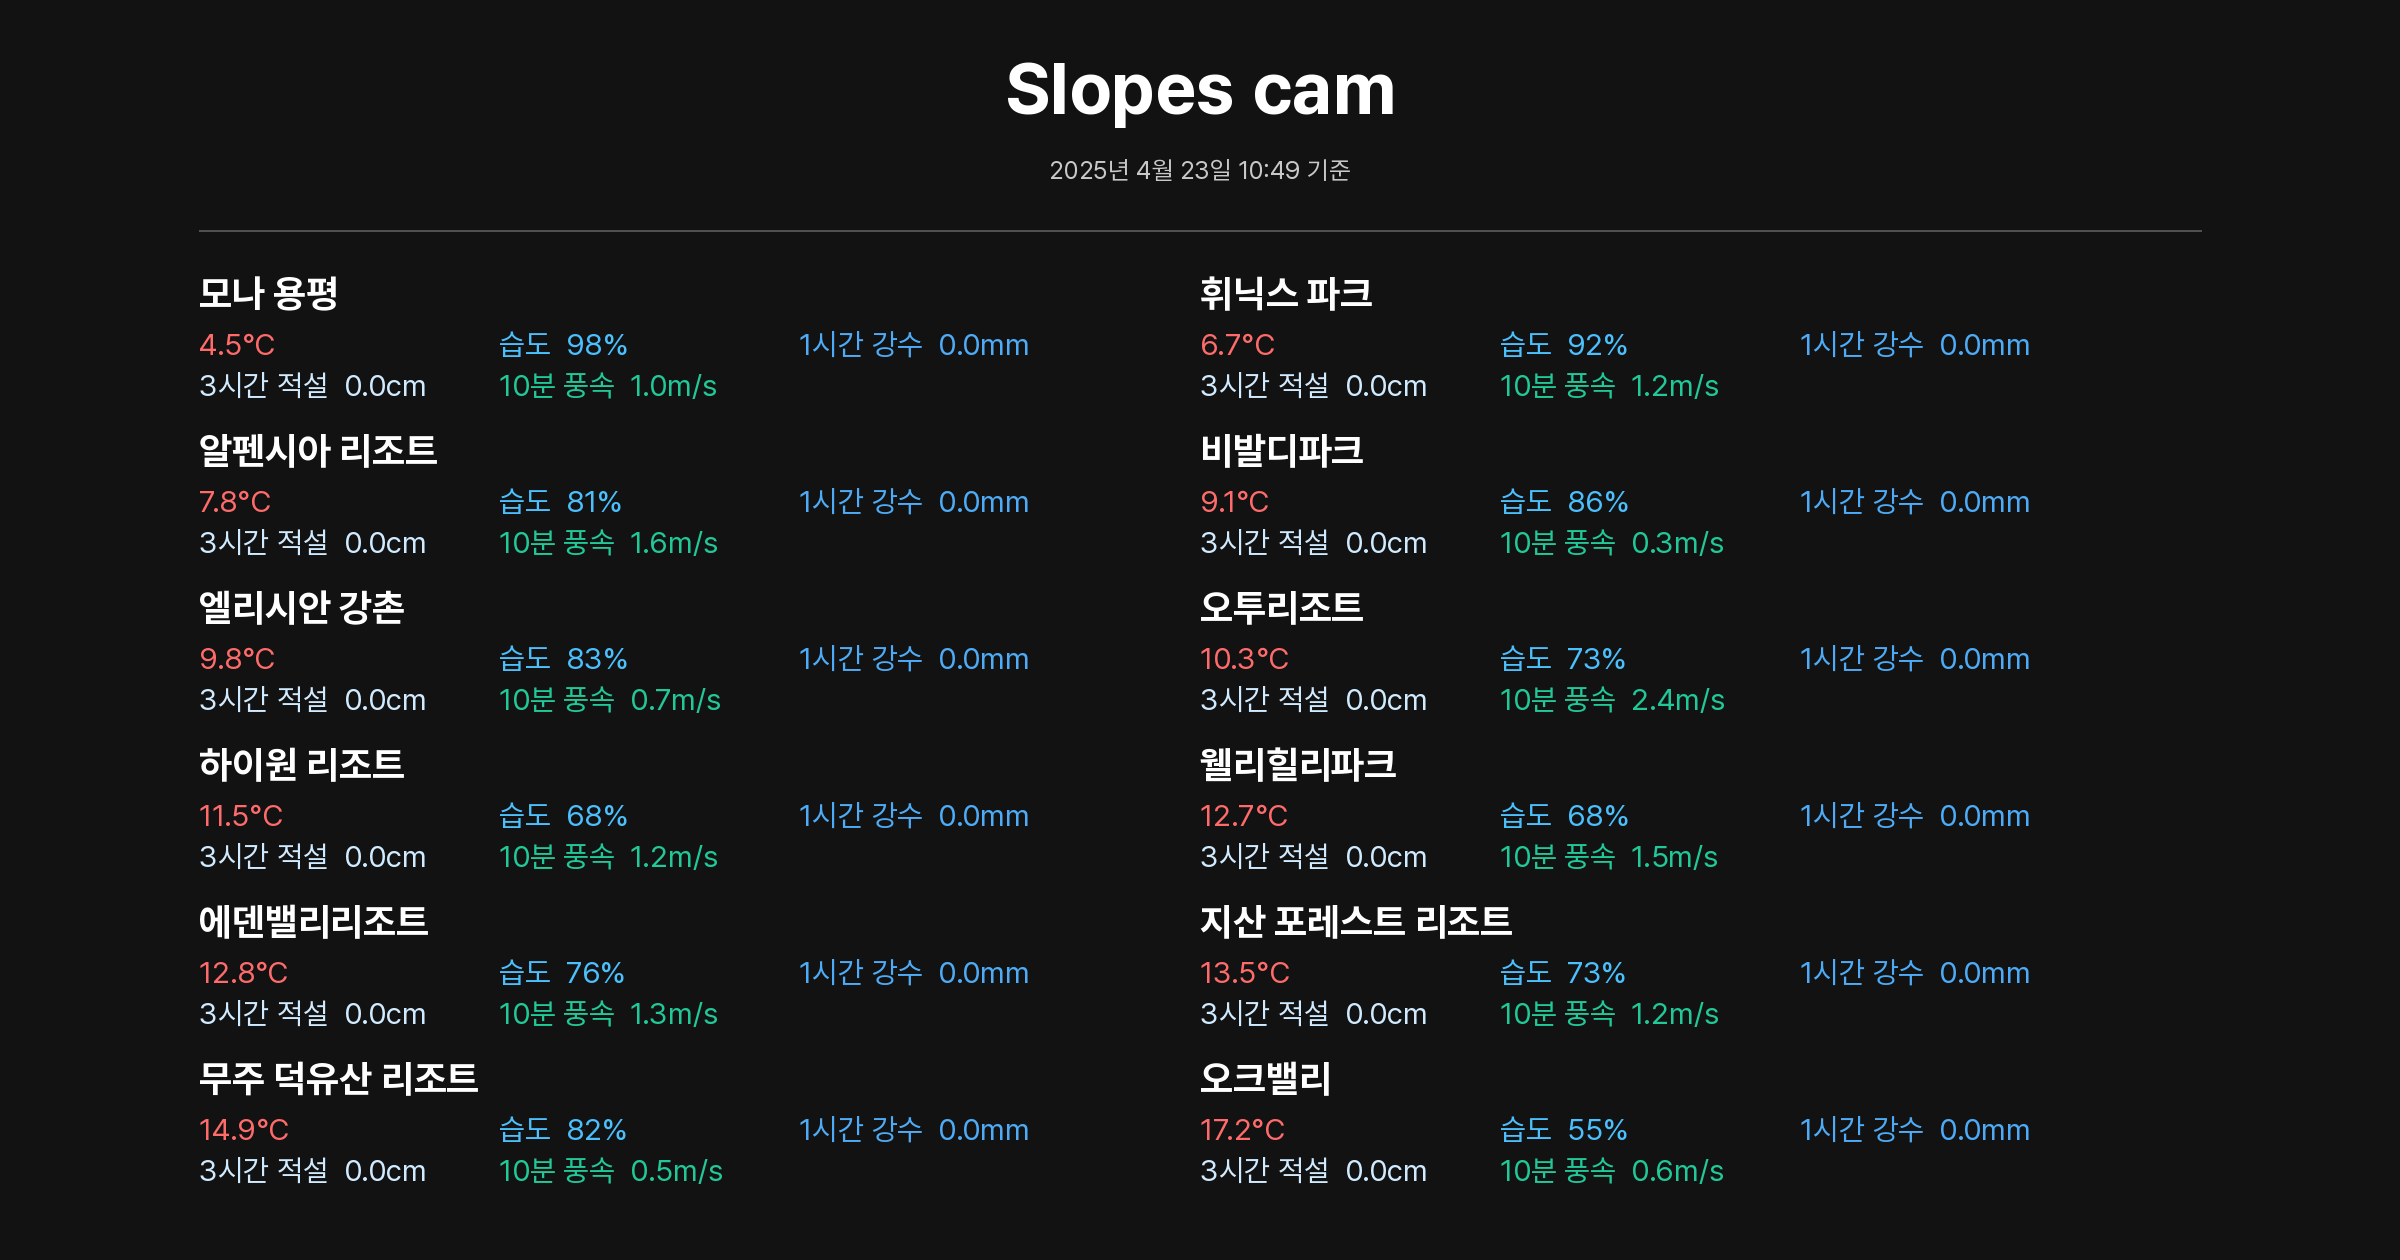 Slopes cam
2025년 4월 23일 10:49 기준
모나 용평
4.5°C 습도 98% 1시간 강수 0.0mm
3시간 적설 0.0cm 10분 풍속 1.0m/s
휘닉스 파크
6.7°C 습도 92% 1시간 강수 0.0mm
3시간 적설 0.0cm 10분 풍속 1.2m/s
알펜시아 리조트
7.8°C 습도 81% 1시간 강수 0.0mm
3시간 적설 0.0cm 10분 풍속 1.6m/s
비발디파크
9.1°C 습도 86% 1시간 강수 0.0mm
3시간 적설 0.0cm 10분 풍속 0.3m/s
엘리시안 강촌
9.8°C 습도 83% 1시간 강수 0.0mm
3시간 적설 0.0cm 10분 풍속 0.7m/s
오투리조트
10.3°C 습도 73% 1시간 강수 0.0mm
3시간 적설 0.0cm 10분 풍속 2.4m/s
하이원 리조트
11.5°C 습도 68% 1시간 강수 0.0mm
3시간 적설 0.0cm 10분 풍속 1.2m/s
웰리힐리파크
12.7°C 습도 68% 1시간 강수 0.0mm
3시간 적설 0.0cm 10분 풍속 1.5m/s
에덴밸리리조트
12.8°C 습도 76% 1시간 강수 0.0mm
3시간 적설 0.0cm 10분 풍속 1.3m/s
지산 포레스트 리조트
13.5°C 습도 73% 1시간 강수 0.0mm
3시간 적설 0.0cm 10분 풍속 1.2m/s
무주 덕유산 리조트
14.9°C 습도 82% 1시간 강수 0.0mm
3시간 적설 0.0cm 10분 풍속 0.5m/s
오크밸리
17.2°C 습도 55% 1시간 강수 0.0mm
3시간 적설 0.0cm 10분 풍속 0.6m/s